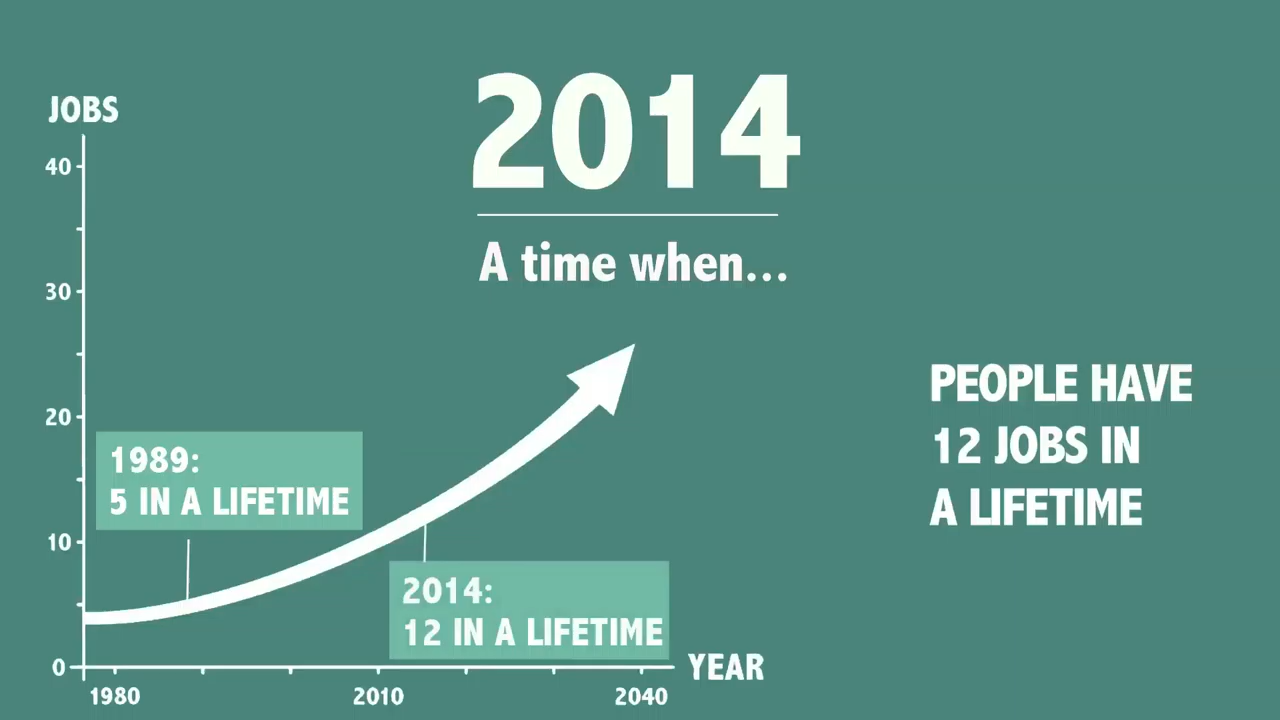 2014
A time when...
JOBS
40
30
20
10
0
1989:
5 IN A LIFETIME
2014:
12 IN A LIFETIME
1980
2010
2040
YEAR
PEOPLE HAVE
12 JOBS IN
A LIFETIME